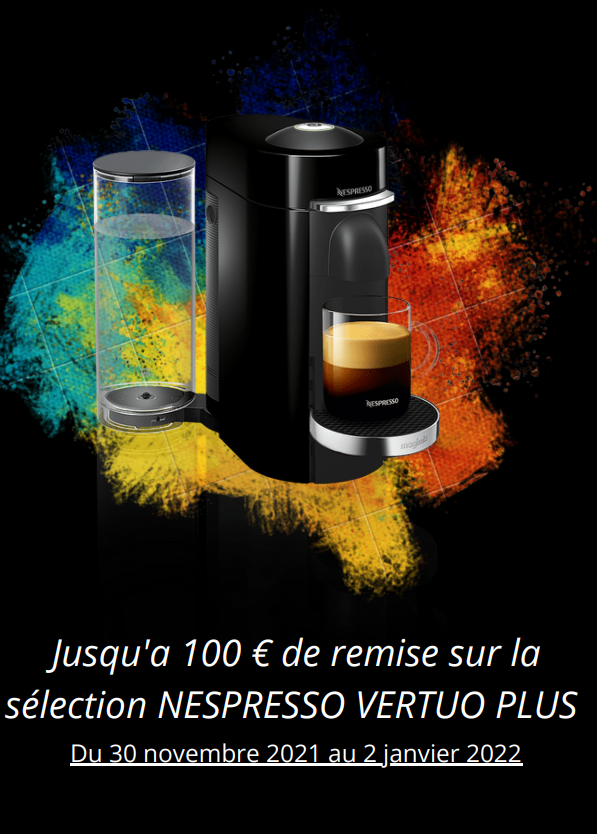 NESPRESSO
NESPRESSO
magimix
Jusqu'a 100 € de remise sur la
sélection NESPRESSO VERTUO PLUS
Du 30 novembre 2021 au 2 janvier 2022